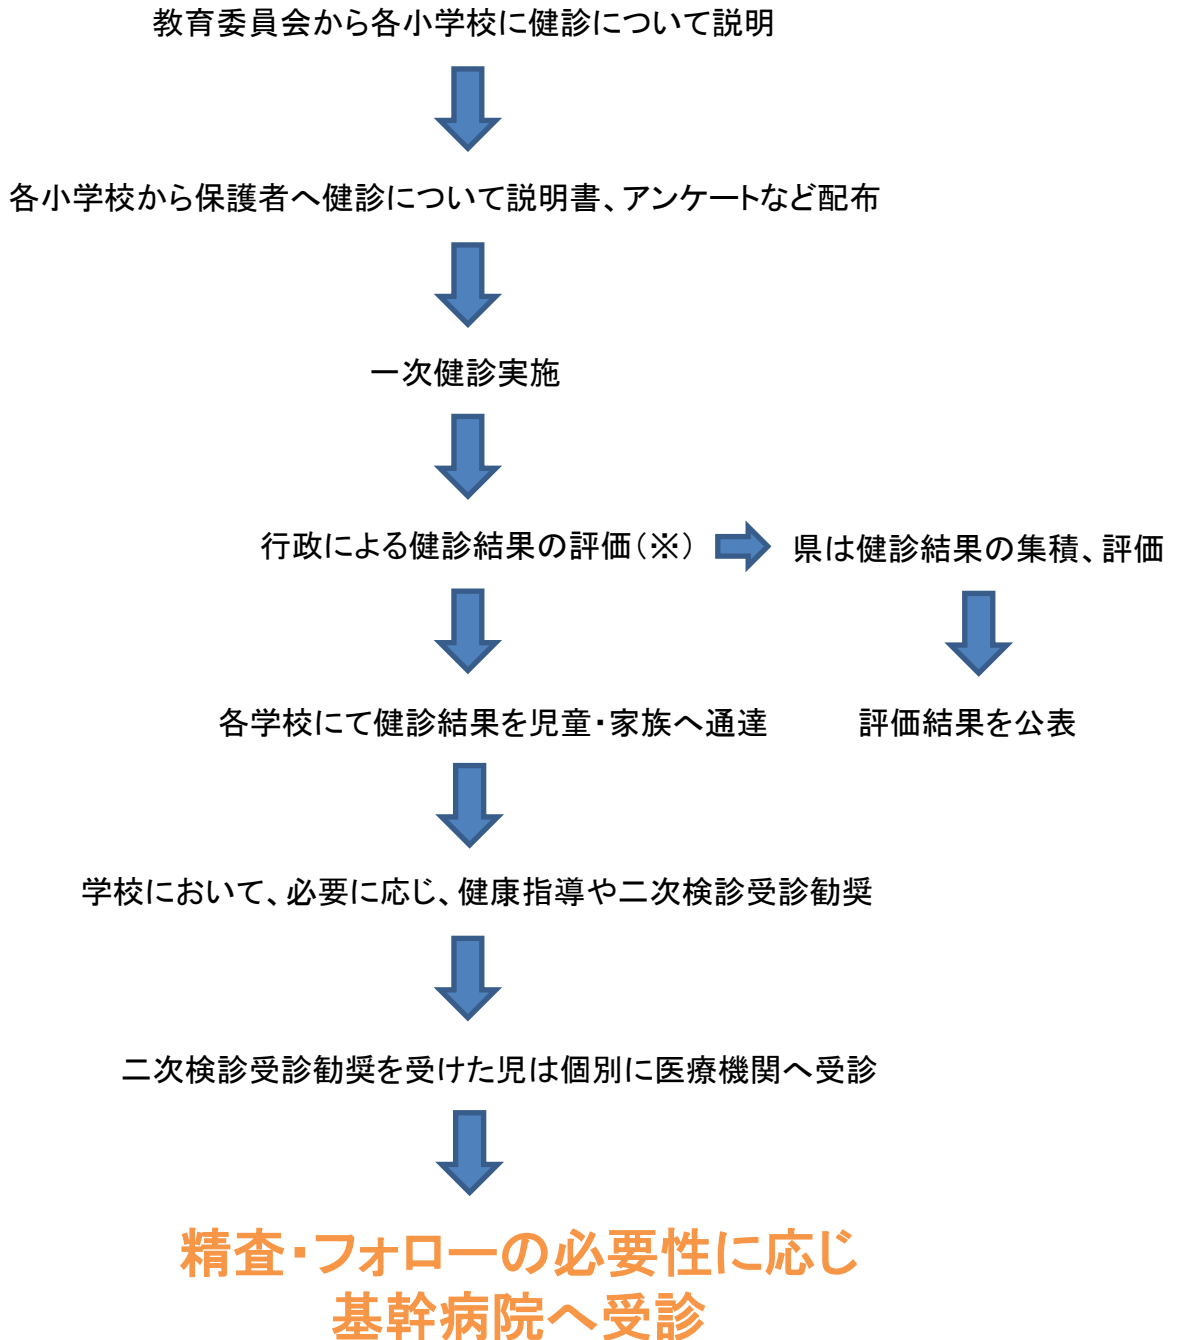 教育委員会から各小学校に健診について説明
各小学校から保護者へ健診について説明書、アンケートなど配布
一次健診実施
行政による健診結果の評価(※)
県は健診結果の集積、評価
各学校にて健診結果を児童・家族へ通達
評価結果を公表
学校において、必要に応じ、健康指導や二次検診受診勧奨
二次検診受診勧奨を受けた児は個別に医療機関へ受診
精査・フォローの必要性に応じ
基幹病院へ受診